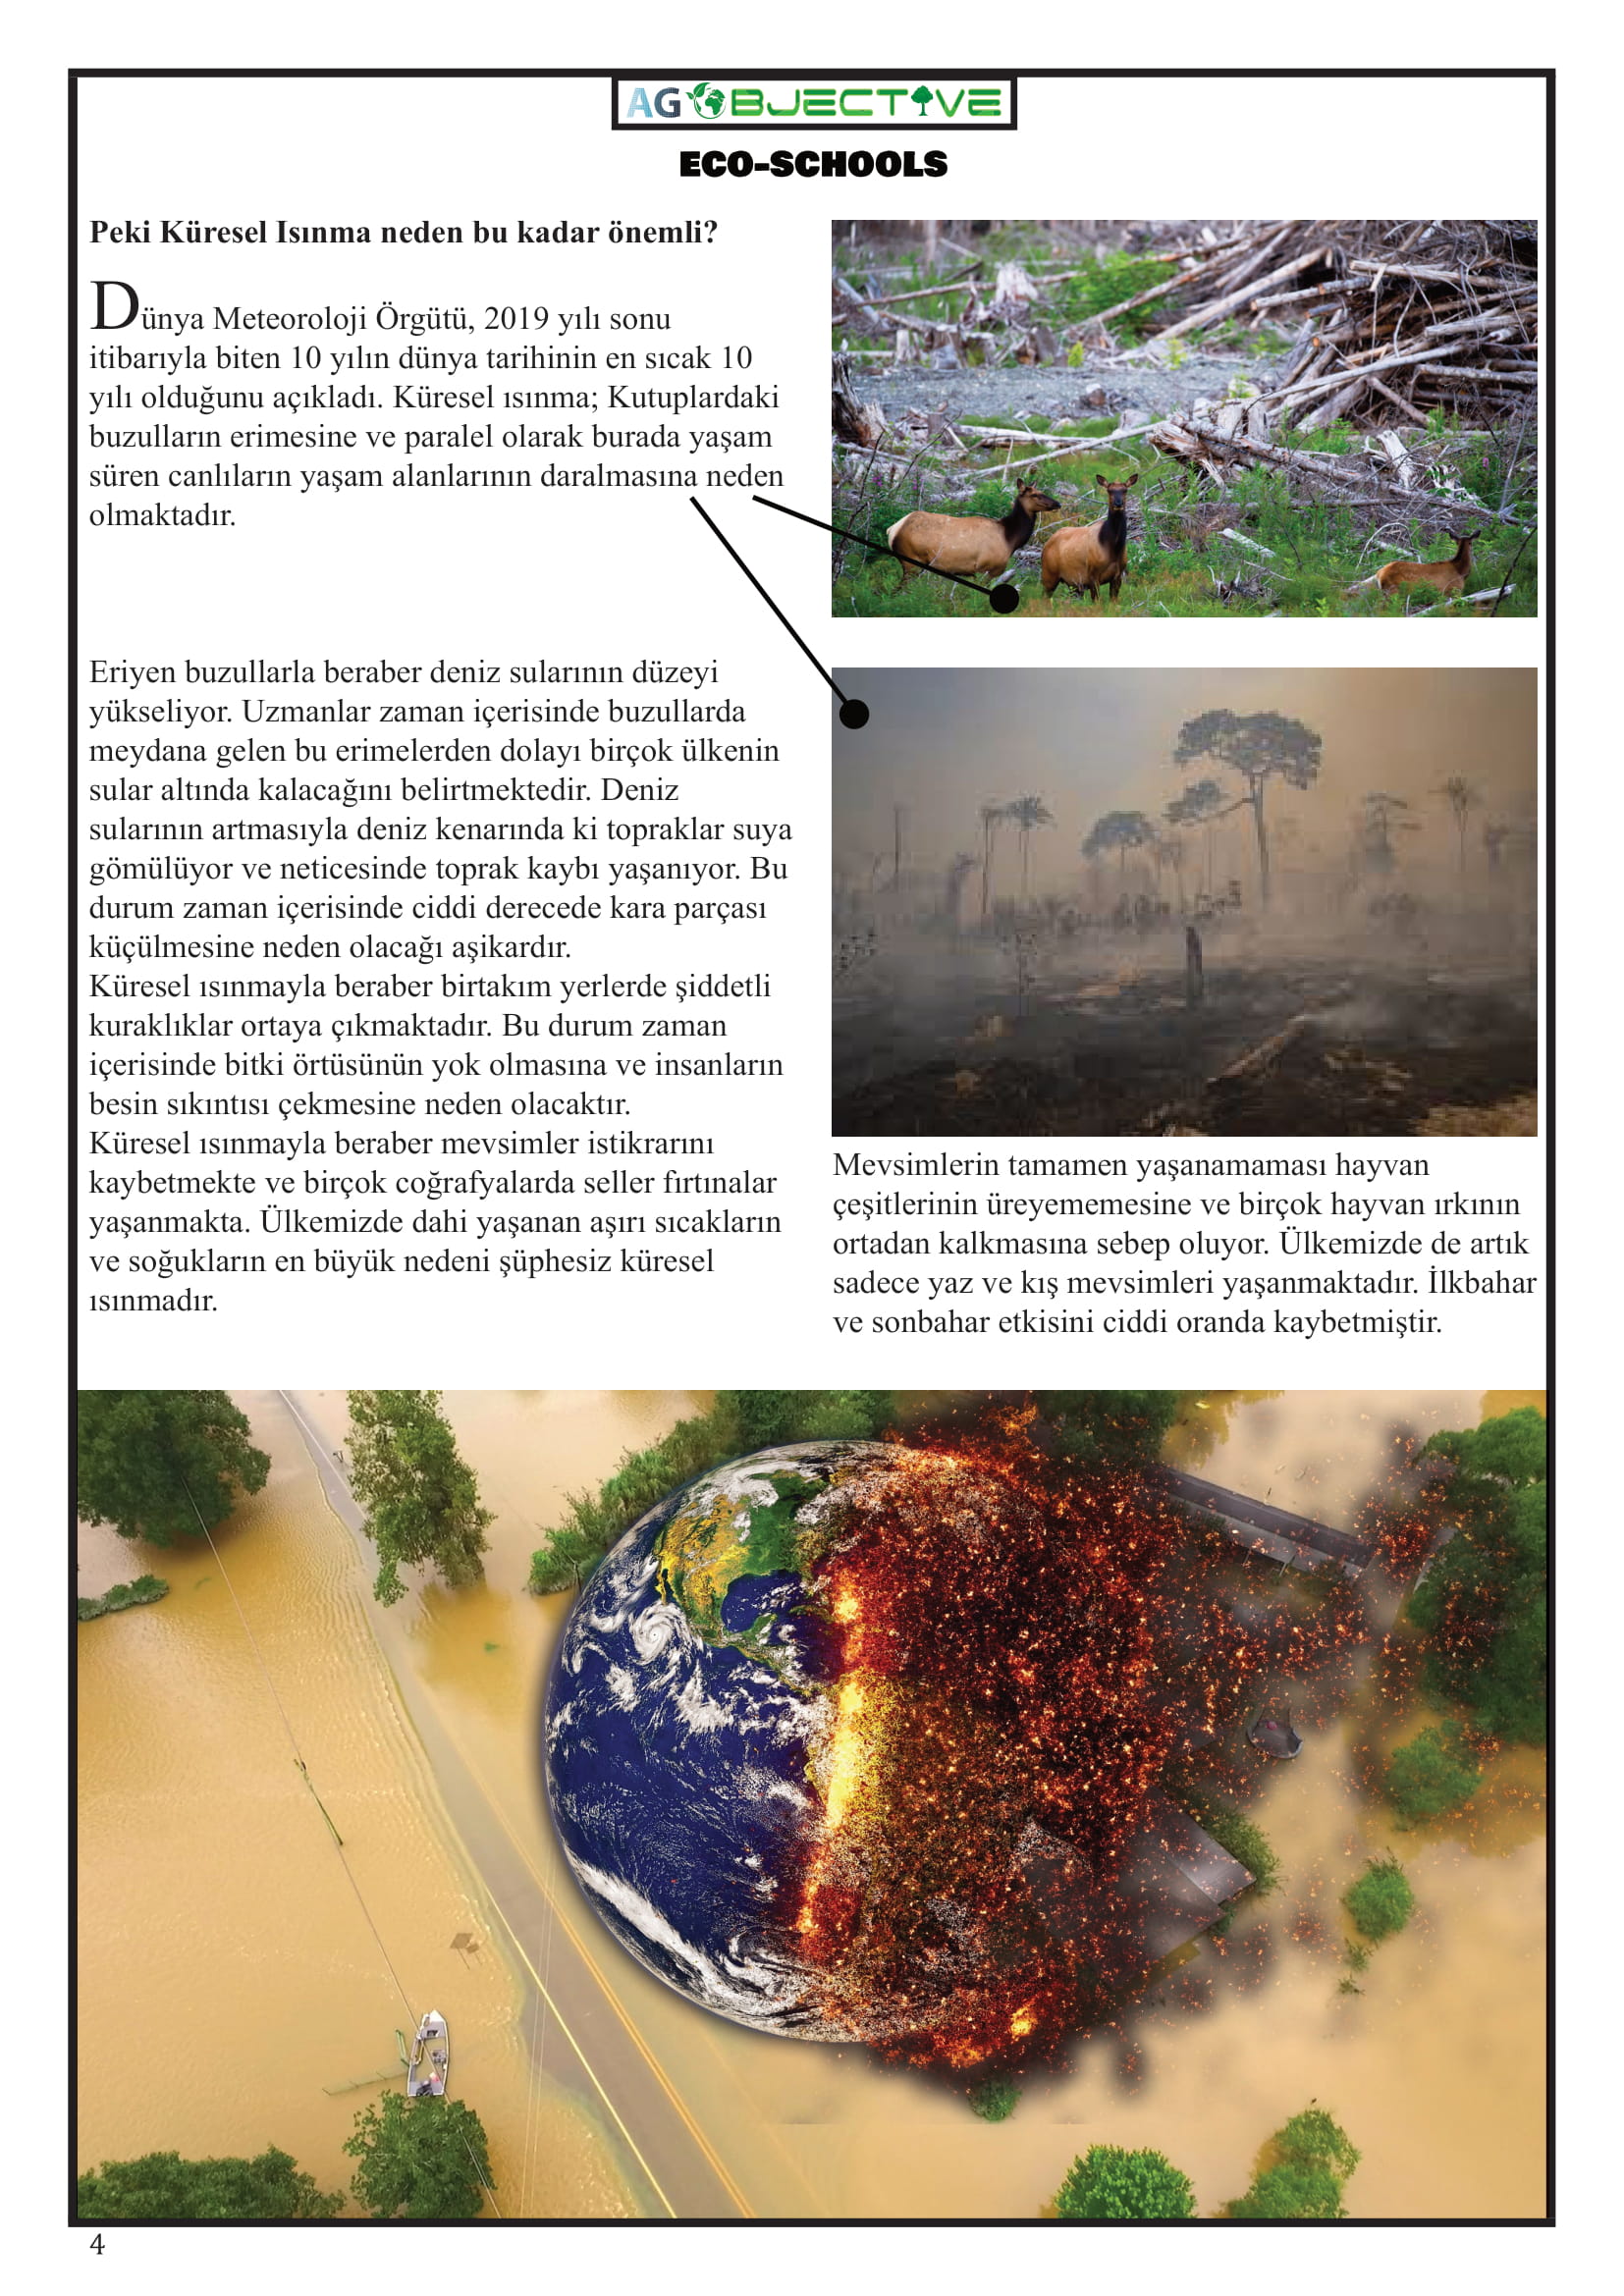 AG OBJECTIVE
ECO-SCHOOLS
Peki Küresel Isınma neden bu kadar önemli?
Dünya Meteoroloji Örgütü, 2019 yılı sonu
itibarıyla biten 10 yılın dünya tarihinin en sıcak 10
yılı olduğunu açıkladı. Küresel ısınma; Kutuplardaki
buzulların erimesine ve paralel olarak burada yaşam
süren canlıların yaşam alanlarının daralmasına neden
olmaktadır.
Eriyen buzullarla beraber deniz sularının düzeyi
yükseliyor. Uzmanlar zaman içerisinde buzullarda
meydana gelen bu erimelerden dolayı birçok ülkenin
sular altında kalacağını belirtmektedir. Deniz
sularının artmasıyla deniz kenarında ki topraklar suya
gömülüyor ve neticesinde toprak kaybı yaşanıyor. Bu
durum zaman içerisinde ciddi derecede kara parçası
küçülmesine neden olacağı aşikardır.
Küresel ısınmayla beraber birtakım yerlerde şiddetli
kuraklıklar ortaya çıkmaktadır. Bu durum zaman
içerisinde bitki örtüsünün yok olmasına ve insanların
besin sıkıntısı çekmesine neden olacaktır.
Küresel ısınmayla beraber mevsimler istikrarını
kaybetmekte ve birçok coğrafyalarda seller fırtınalar
yaşanmakta. Ülkemizde dahi yaşanan aşırı sıcakların
ve soğukların en büyük nedeni şüphesiz küresel
ısınmadır.
Mevsimlerin tamamen yaşanamaması hayvan
çeşitlerinin üreyememesine ve birçok hayvan ırkının
ortadan kalkmasına sebep oluyor. Ülkemizde de artık
sadece yaz ve kış mevsimleri yaşanmaktadır. İlkbahar
ve sonbahar etkisini ciddi oranda kaybetmiştir.
4